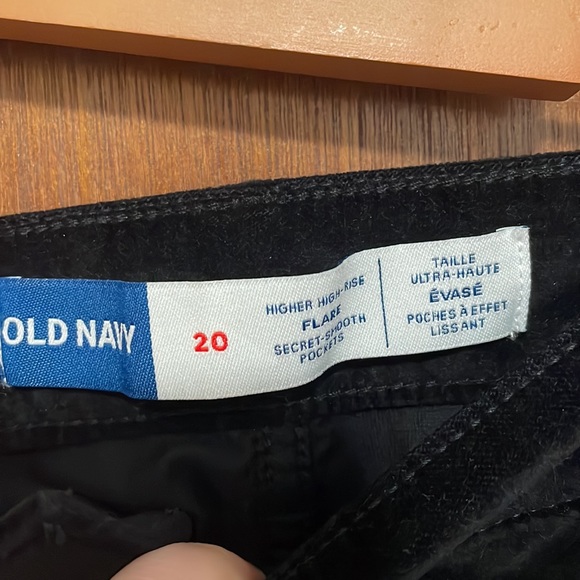 OLD NAVY
20
HIGHER HIGH-RISE
FLARE
SECRET-SMOOTH
POCKETS
TAILLE
ULTRA-HAUTE
ÉVASÉ
POCHES À EFFET
LISSANT